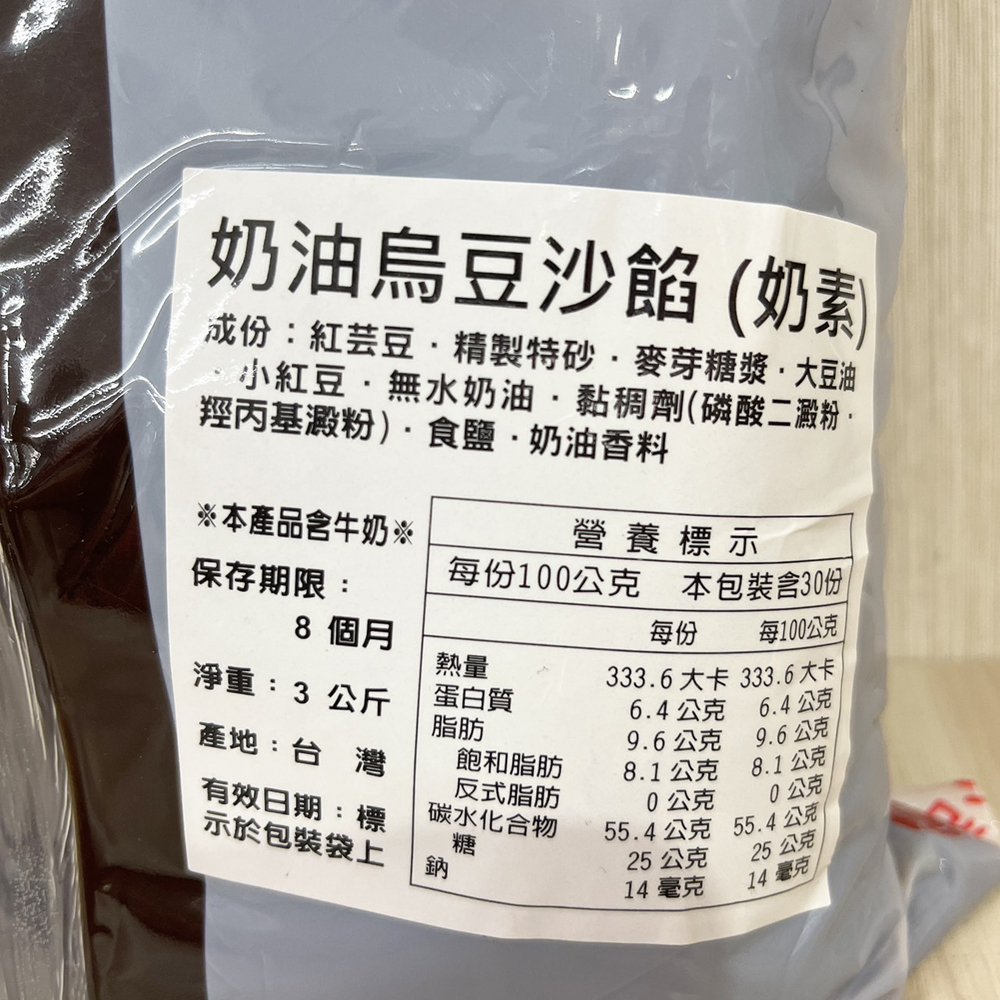 奶油烏豆沙餡(奶素)
成份：紅芸豆．精製特砂．麥芽糖漿．大豆油
．小紅豆．無水奶油．黏稠劑(磷酸二澱粉．
羥丙基澱粉)．食鹽．奶油香料
※本產品含牛奶※
保存期限：
8 個月
淨重：3 公斤
產地：台 灣
有效日期：標
示於包裝袋上
營養標示
每份100公克 本包裝含30份
每份 每100公克
熱量 333.6 大卡 333.6 大卡
蛋白質 6.4 公克 6.4 公克
脂肪 9.6 公克 9.6 公克
飽和脂肪 8.1 公克 8.1 公克
反式脂肪 0 公克 0 公克
碳水化合物 55.4 公克 55.4 公克
糖 25 公克 25 公克
鈉 14 毫克 14 毫克